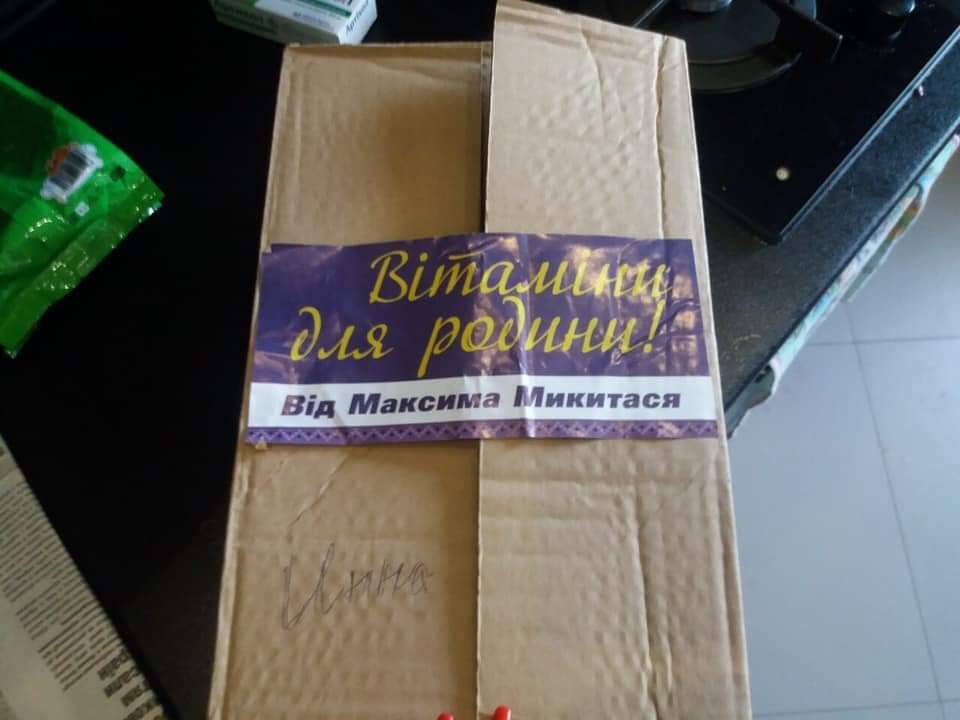 Вітаміни
для родини!
Від Максима Микитася
Инна